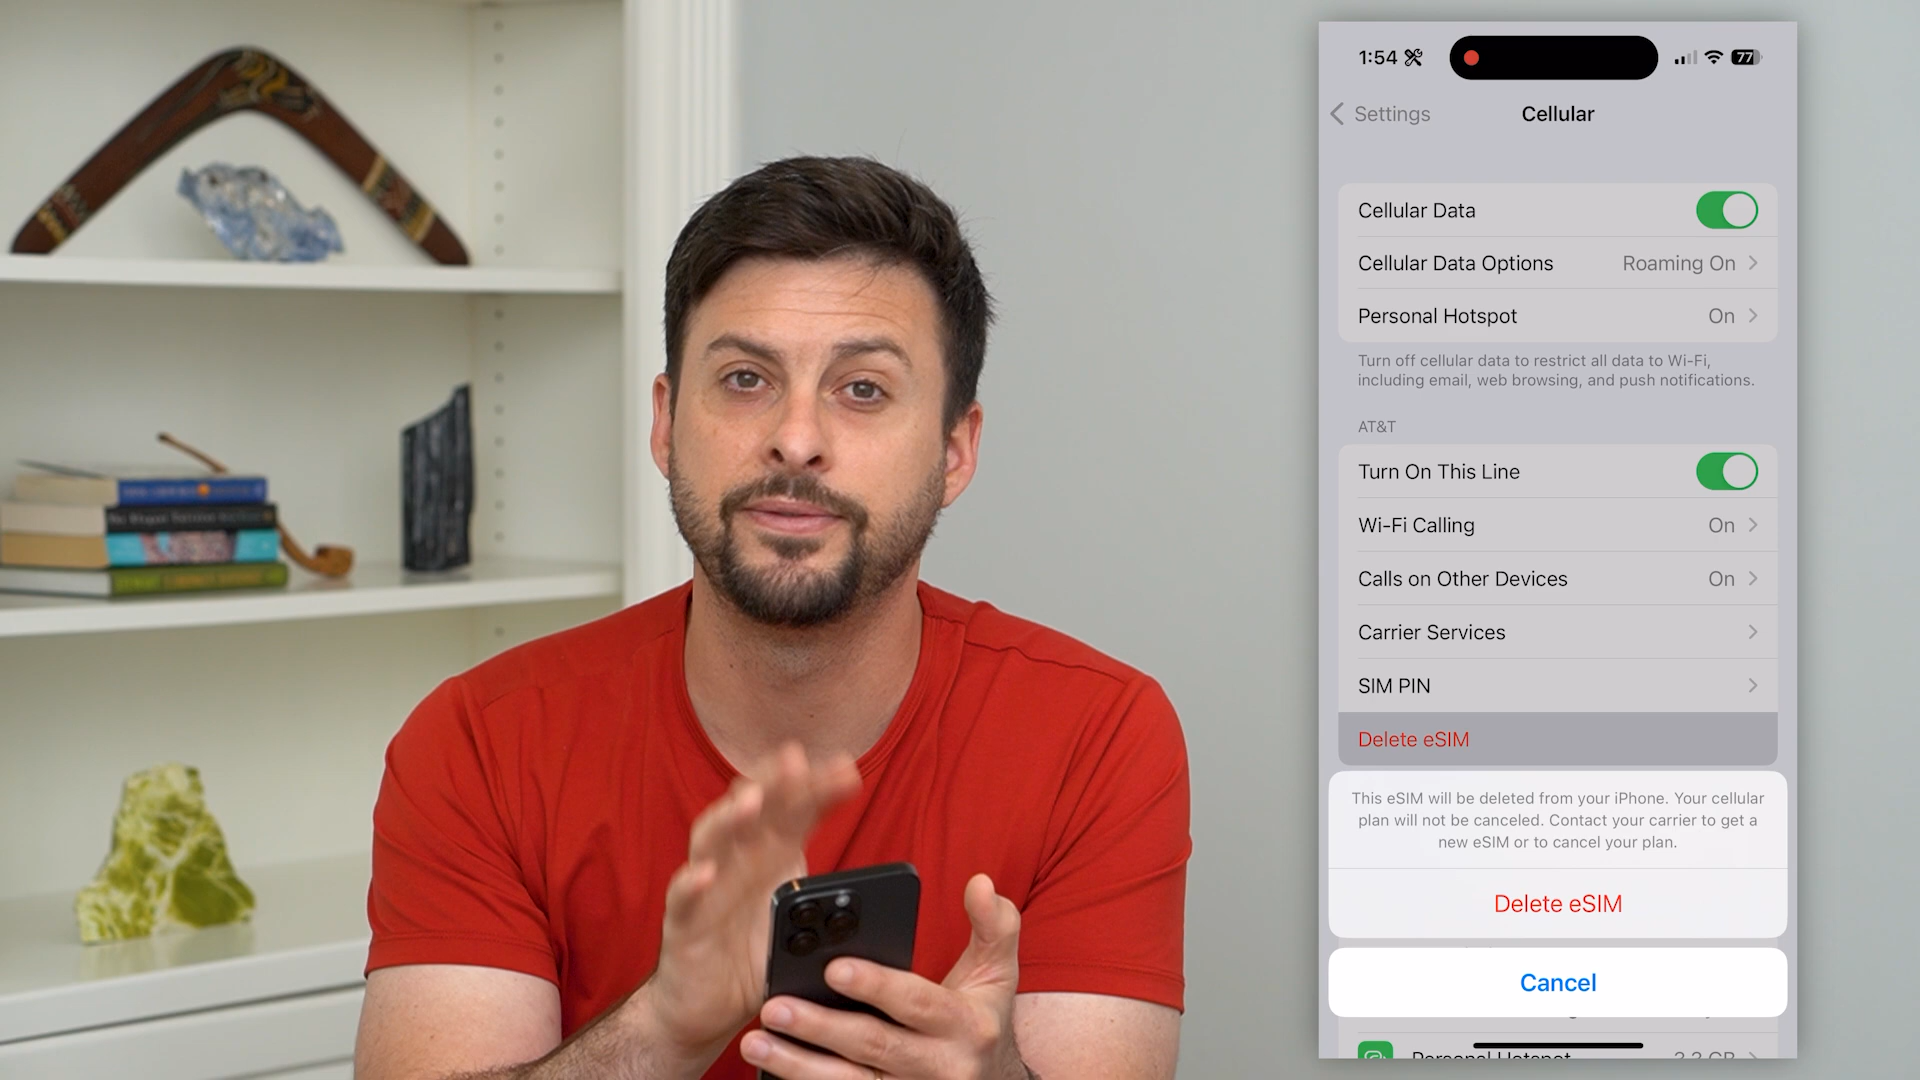 1:54
77
Settings
Cellular
Cellular Data
Cellular Data Options Roaming On
Personal Hotspot On
Turn off cellular data to restrict all data to Wi-Fi,
including email, web browsing, and push notifications.
AT&T
Turn On This Line
Wi-Fi Calling On
Calls on Other Devices On
Carrier Services
SIM PIN
Delete eSIM
This eSIM will be deleted from your iPhone. Your cellular
plan will not be canceled. Contact your carrier to get a
new eSIM or to cancel your plan.
Delete eSIM
Cancel
Personal Hotspot